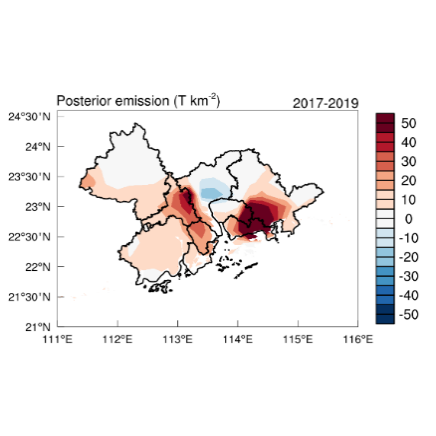 Posterior emission (T km⁻²) 2017-2019
24°30'N
24°N
23°30'N
23°N
22°30'N
22°N
21°30'N
21°N
111°E 112°E 113°E 114°E 115°E 116°E
50
40
30
20
10
0
-10
-20
-30
-40
-50